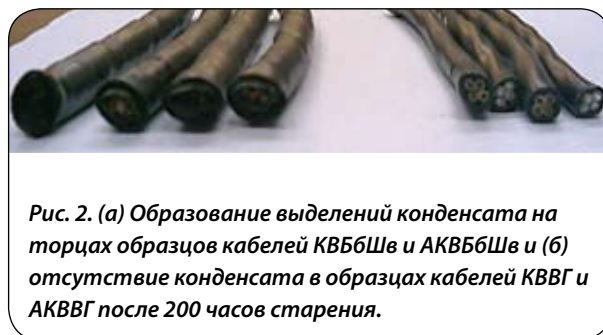 Рис. 2. (а) Образование выделений конденсата на
торцах образцов кабелей КВБбШв и АКВБбШв и (б)
отсутствие конденсата в образцах кабелей КВВГ и
АКВВГ после 200 часов старения.